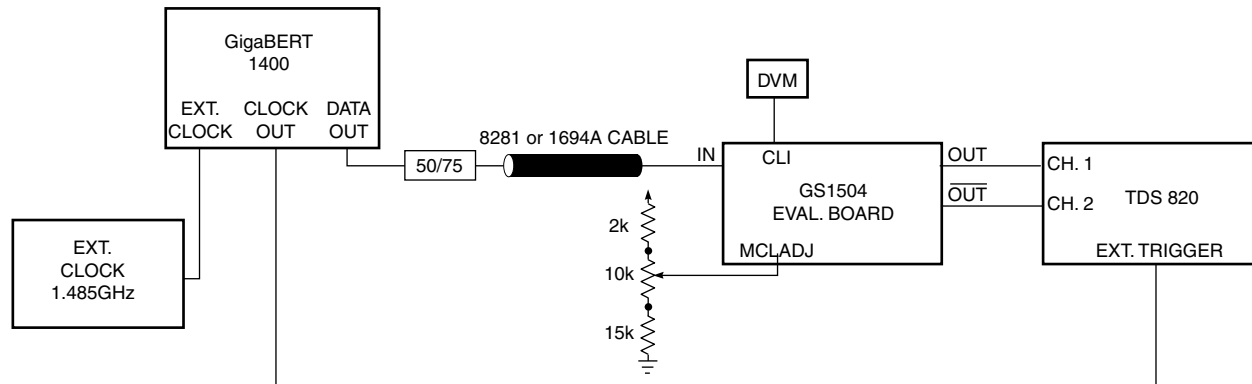 GigaBERT
1400
EXT. CLOCK DATA
CLOCK OUT OUT
50/75
8281 or 1694A CABLE
EXT.
CLOCK
1.485GHz
2k
10k
15k
DVM
IN
CLI
GS1504
EVAL. BOARD
MCLADJ
OUT
OUT
CH. 1
CH. 2
TDS 820
EXT. TRIGGER